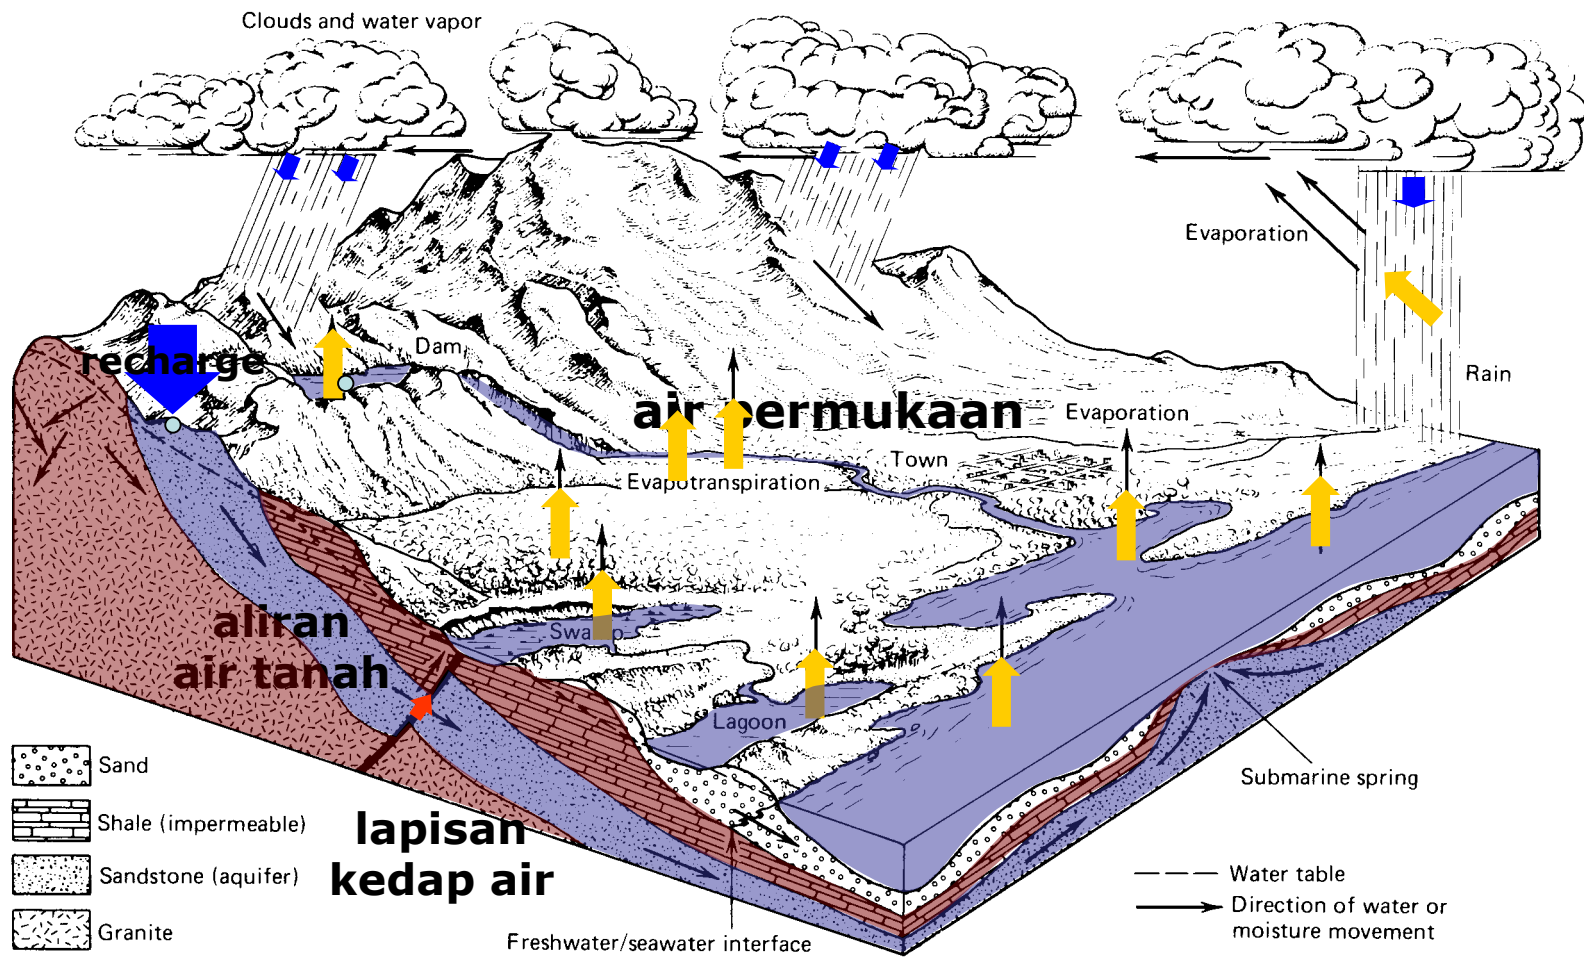 Clouds and water vapor
Evaporation
recharge
Dam
Rain
air permukaan
Evaporation
Town
Evapotranspiration
aliran
air tanah
Swamp
Lagoon
Sand
Submarine spring
Shale (impermeable)
lapisan
kedap air
Sandstone (aquifer)
Water table
Direction of water or
moisture movement
Granite
Freshwater/seawater interface